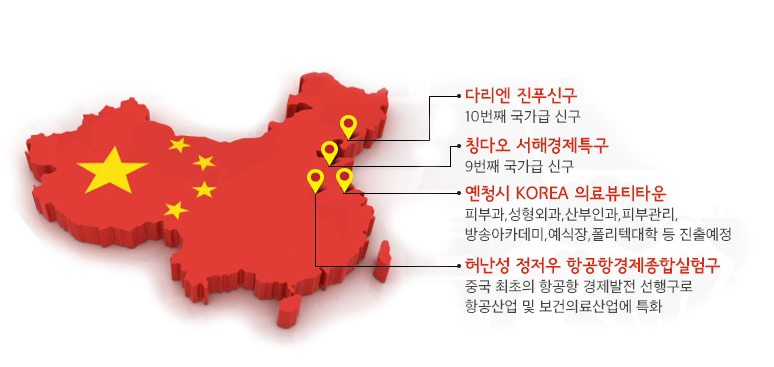 다리엔 진푸신구
10번째 국가급 신구
칭다오 서해경제특구
9번째 국가급 신구
옌청시 KOREA 의료뷰티타운
피부과,성형외과,산부인과,피부관리,
방송아카데미,예식장,폴리텍대학 등 진출예정
허난성 정저우 항공항경제종합실험구
중국 최초의 항공항 경제발전 선행구로
항공산업 및 보건의료산업에 특화